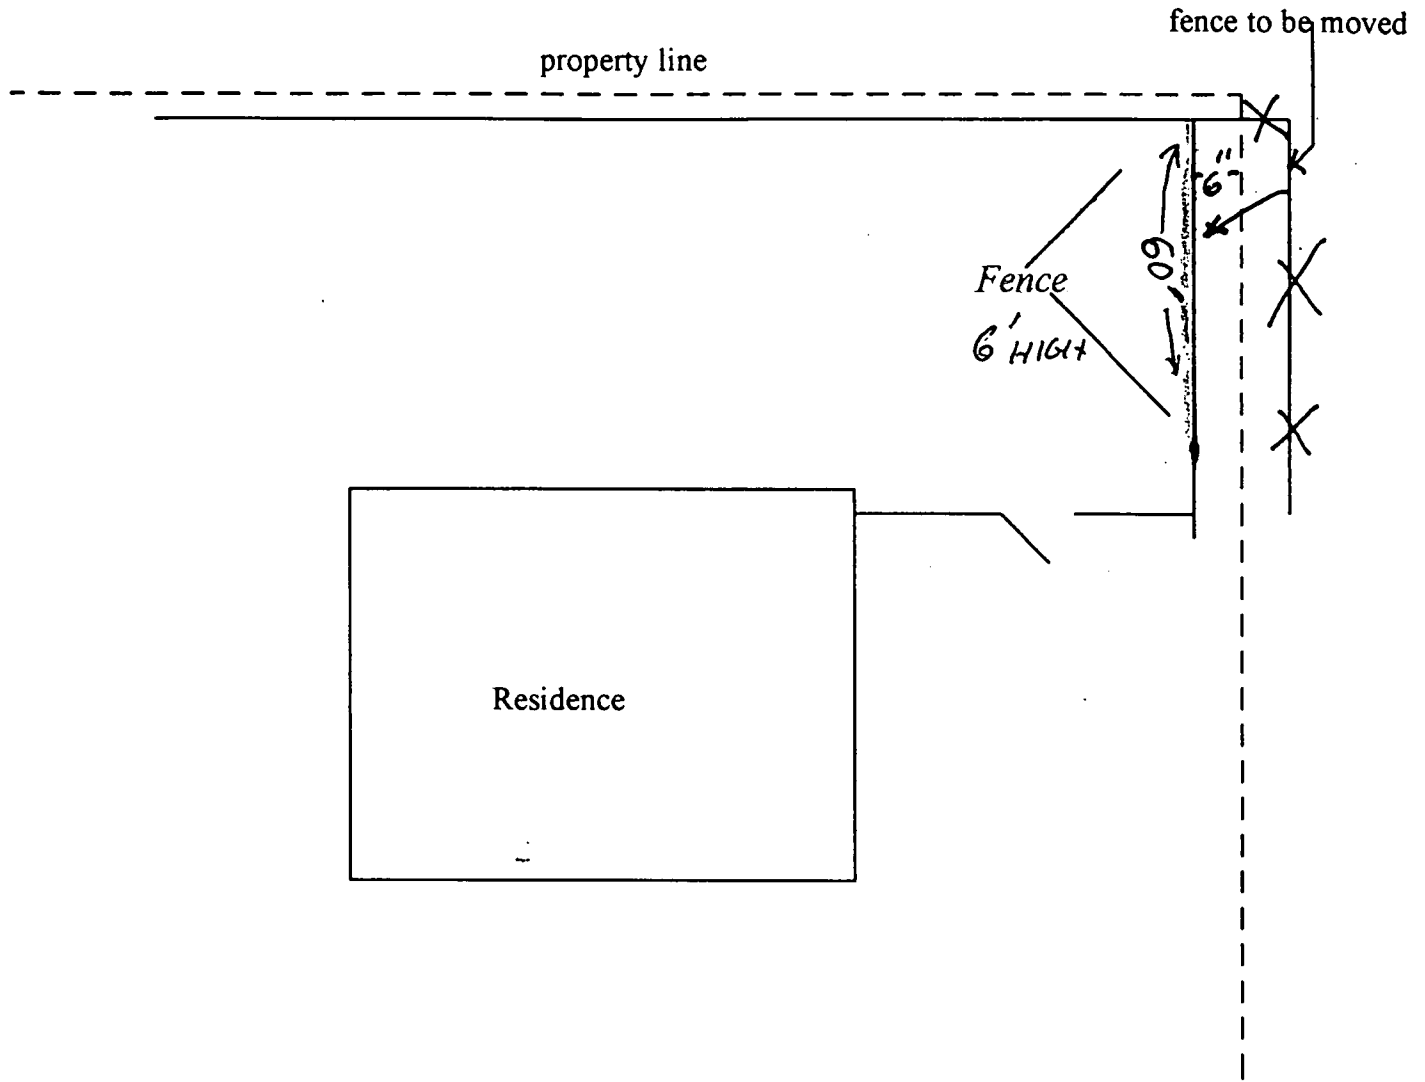 fence to be moved
property line
6"
60'
Fence
6' HIGH
Residence